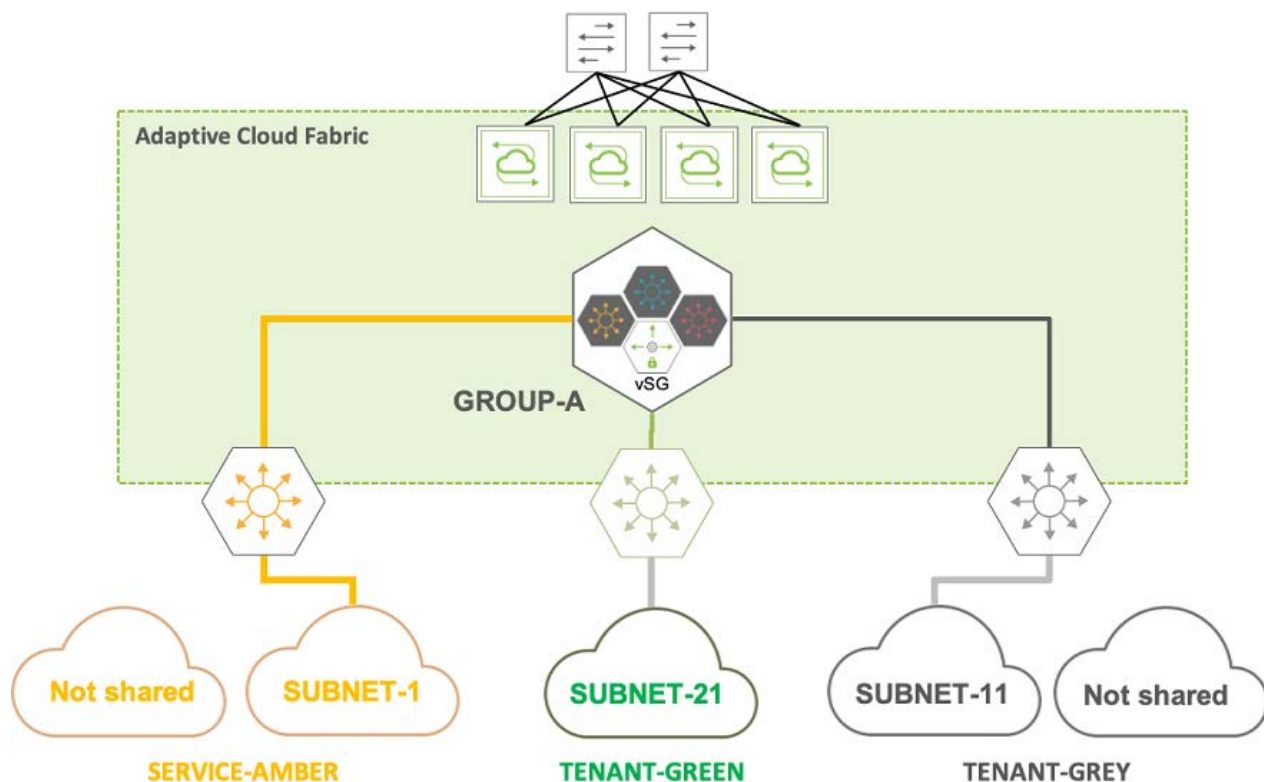 Adaptive Cloud Fabric
vSG
GROUP-A
Not shared
SUBNET-1
SUBNET-21
SUBNET-11
Not shared
SERVICE-AMBER
TENANT-GREEN
TENANT-GREY